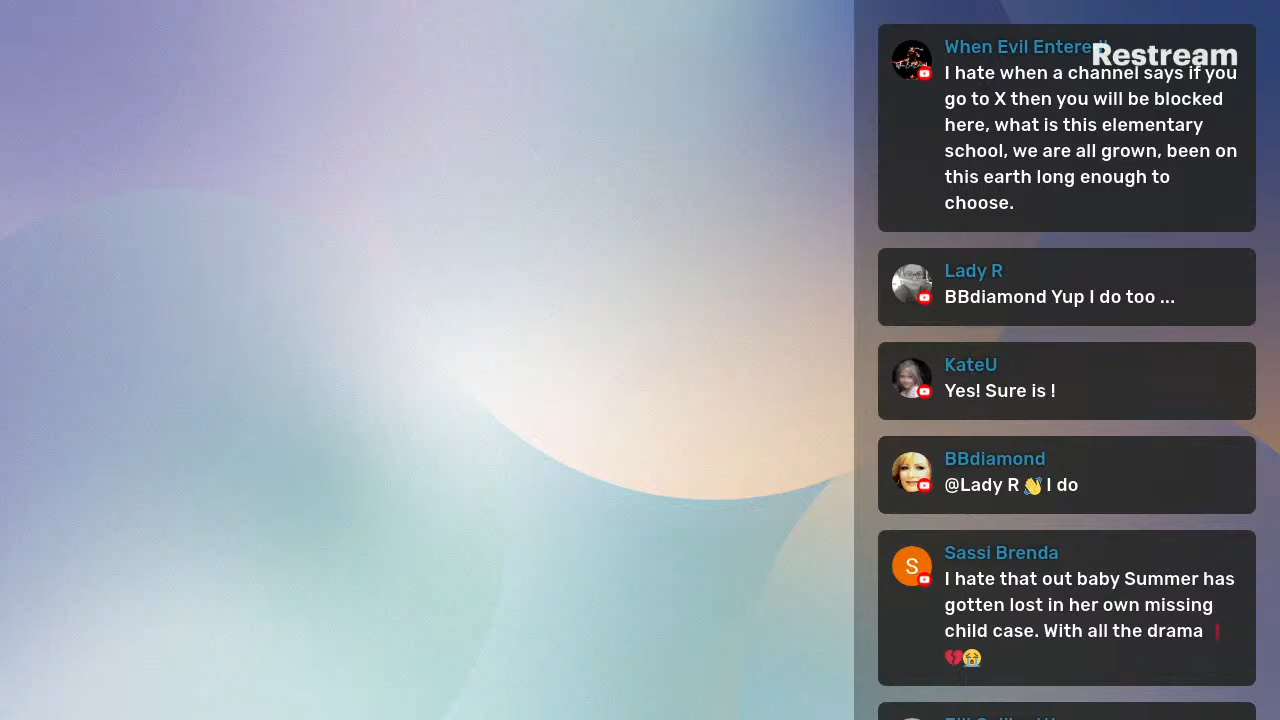 When Evil Entered!
Restream
I hate when a channel says if you
go to X then you will be blocked
here, what is this elementary
school, we are all grown, been on
this earth long enough to
choose.
Lady R
BBdiamond Yup I do too ...
KateU
Yes! Sure is !
BBdiamond
@Lady R 👋 I do
S
Sassi Brenda
I hate that out baby Summer has
gotten lost in her own missing
child case. With all the drama ❗
💔😭